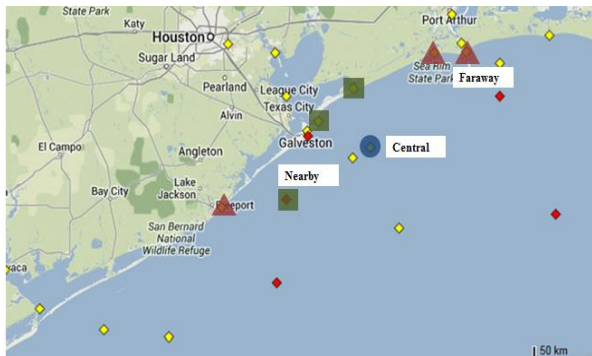 State Park
Katy
Houston
Port Arthur
Sugar Land
Sea Rim
State Park
Faraway
Pearland
League City
Texas City
Alvin
Galveston
El Campo
Angleton
Central
Nearby
Lake
Jackson
Bay City
Freeport
San Bernard
National
Wildlife Refuge
aca
50 km